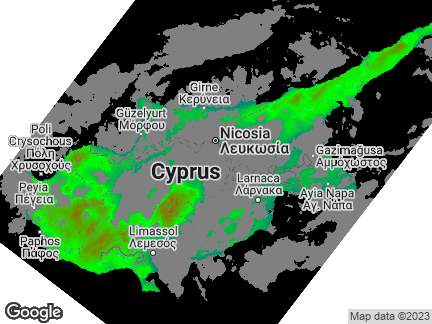 Girne
Κερύνεια
Güzelyurt
Μόρφου
Nicosia
Λευκωσία
Poli
Crysochous
Πόλη
Χρυσοχούς
Gazimağusa
Αμμόχωστος
Cyprus
Peyia
Πέγεια
Larnaca
Λάρνακα
Ayia Napa
Αγ. Νάπα
Limassol
Λεμεσός
Paphos
Πάφος
Google
Map data ©2023